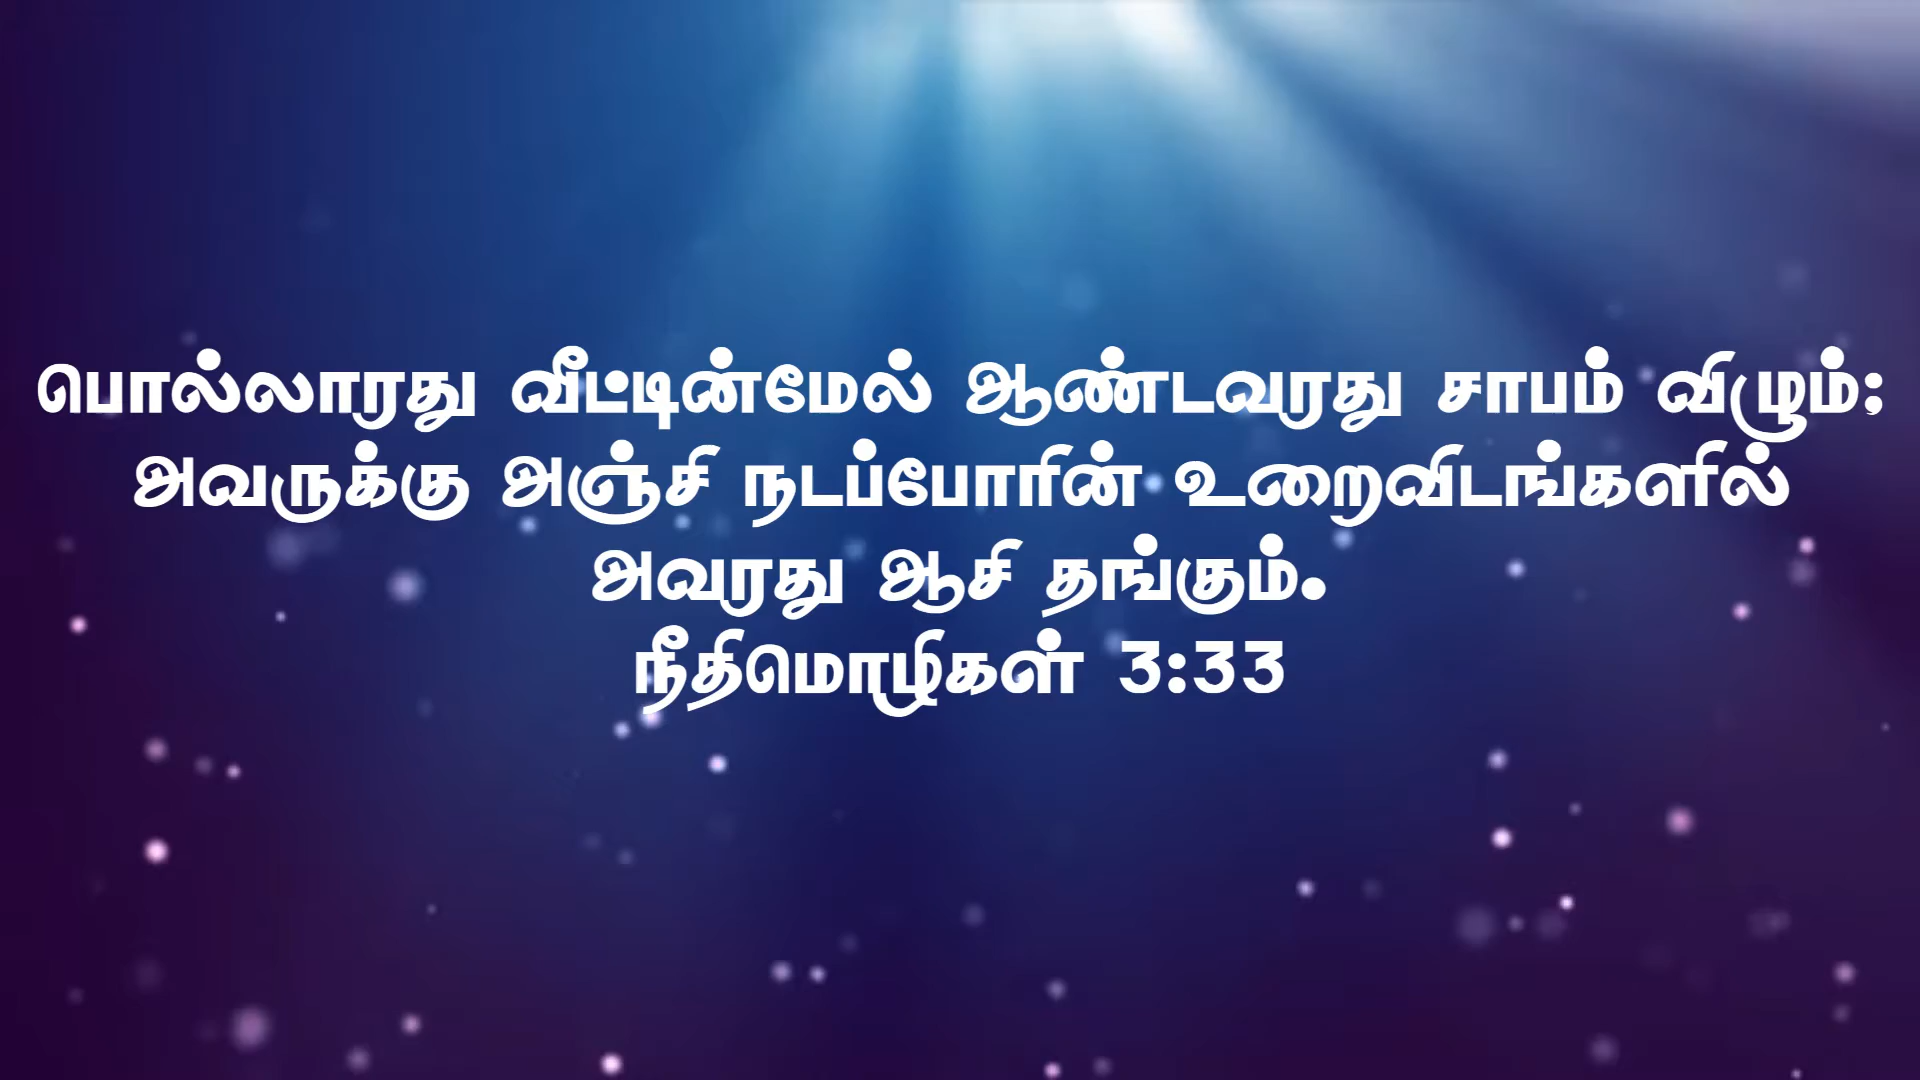 பொல்லாரது வீட்டின்மேல் ஆண்டவரது சாபம் விழும்;
அவருக்கு அஞ்சி நடப்போரின் உறைவிடங்களில்
அவரது ஆசி தங்கும்.
நீதிமொழிகள் 3:33